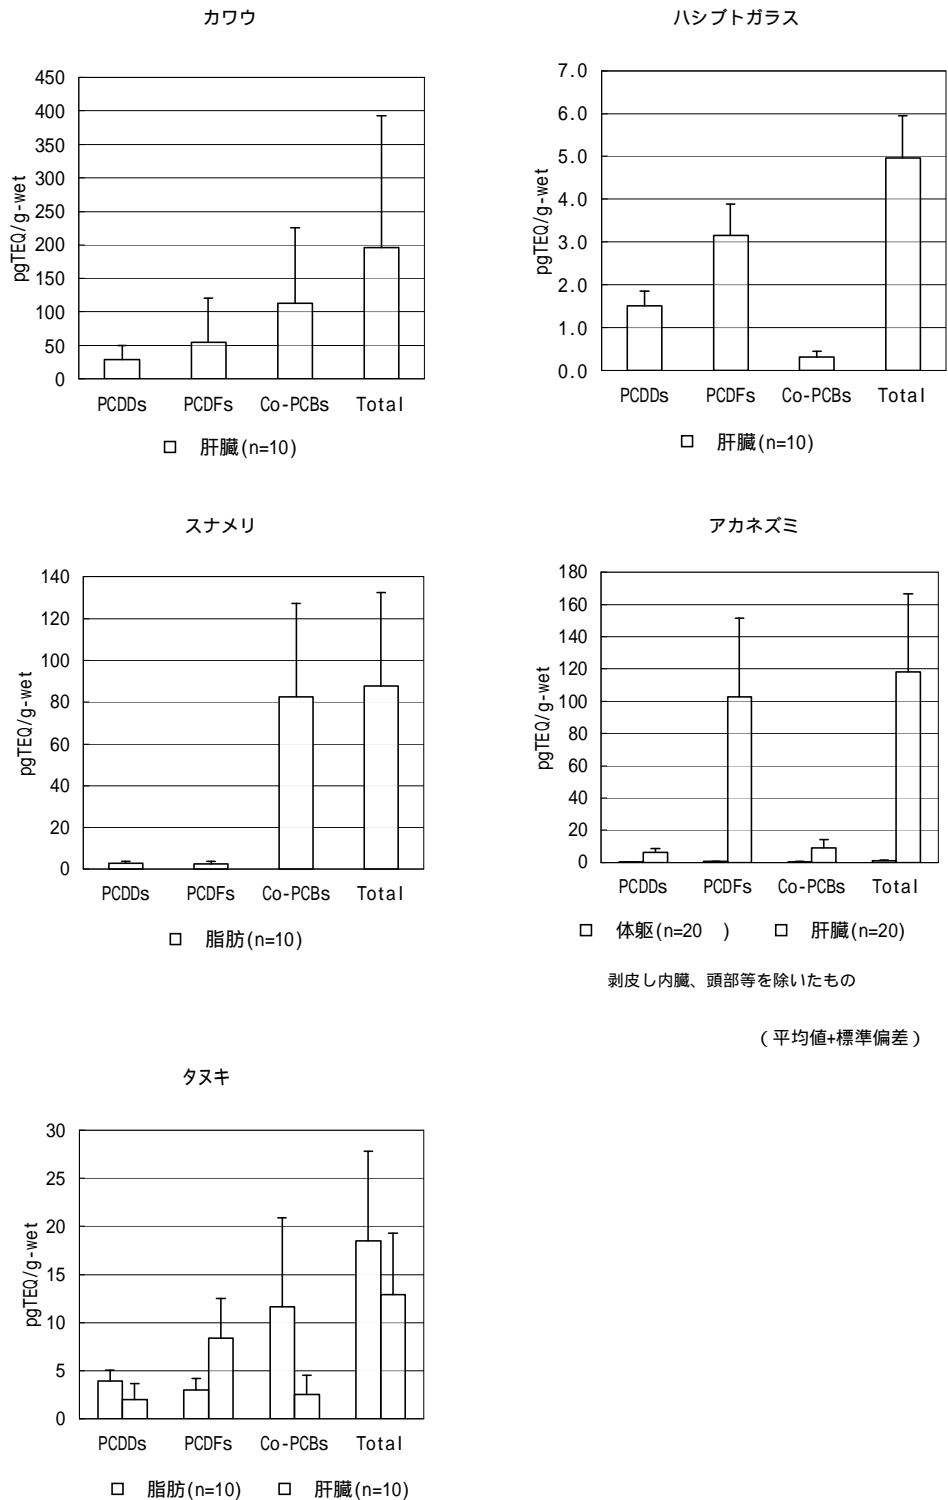 カワウ
450
400
350
300
250
200
150
100
50
0
pgTEQ/g-wet
PCDDs PCDFs Co-PCBs Total
□ 肝臓(n=10)
ハシブトガラス
7.0
6.0
5.0
4.0
3.0
2.0
1.0
0.0
pgTEQ/g-wet
PCDDs PCDFs Co-PCBs Total
□ 肝臓(n=10)
スナメリ
140
120
100
80
60
40
20
0
pgTEQ/g-wet
PCDDs PCDFs Co-PCBs Total
□ 脂肪(n=10)
アカネズミ
180
160
140
120
100
80
60
40
20
0
pgTEQ/g-wet
PCDDs PCDFs Co-PCBs Total
□ 体躯(n=20 ) □ 肝臓(n=20)
剥皮し内臓、頭部等を除いたもの
(平均値+標準偏差)
タヌキ
30
25
20
15
10
5
0
pgTEQ/g-wet
PCDDs PCDFs Co-PCBs Total
□ 脂肪(n=10) □ 肝臓(n=10)